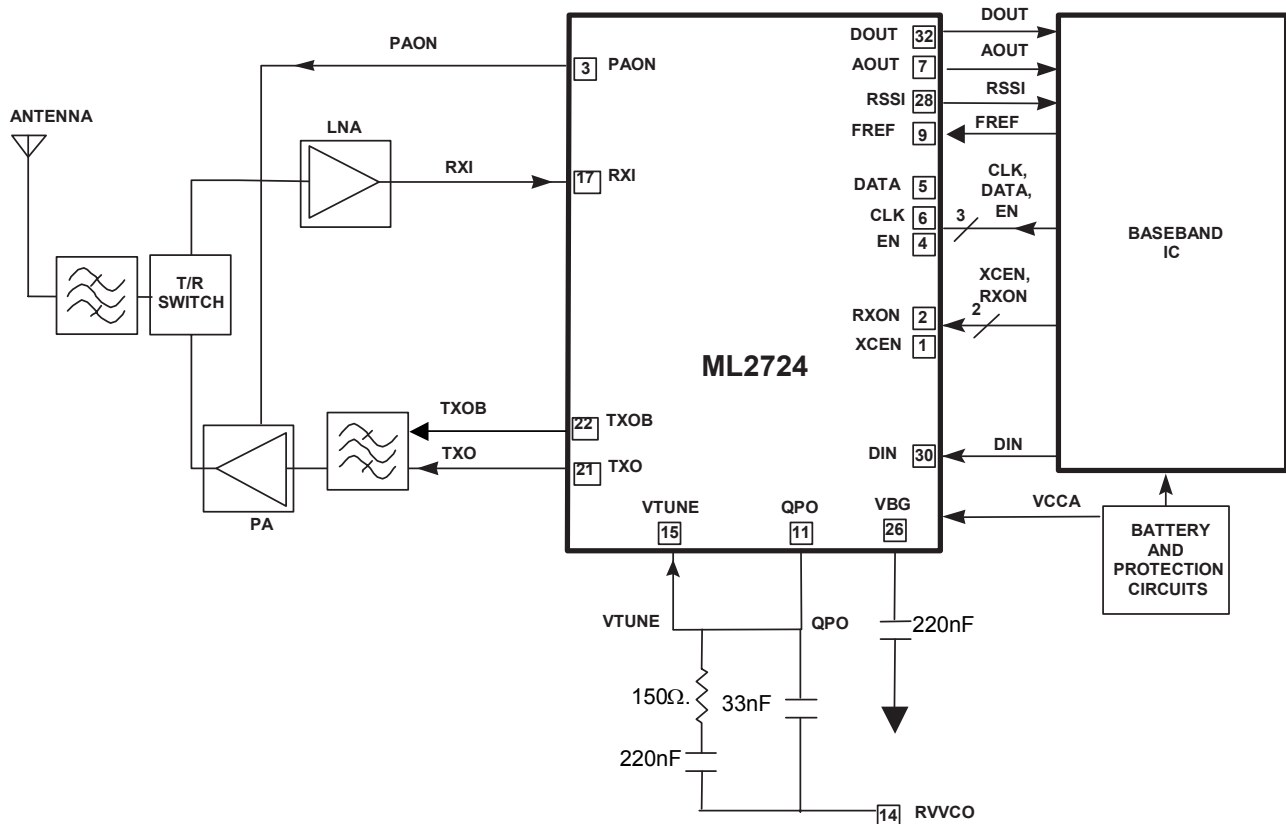 DOUT
DOUT 32
PAON
AOUT
3 PAON
AOUT 7
RSSI
RSSI 28
ANTENNA
LNA
FREF
FREF 9
RXI
17 RXI
DATA 5
CLK,
DATA,
EN
3
CLK 6
EN 4
BASEBAND
IC
T/R
SWITCH
XCEN,
RXON
2
RXON 2
XCEN 1
ML2724
TXOB
22 TXOB
TXO
21 TXO
DIN
DIN 30
PA
VTUNE
15
QPO
11
VBG
26
VCCA
BATTERY
AND
PROTECTION
CIRCUITS
VTUNE
QPO
220nF
150Ω.
33nF
220nF
14 RVVCO